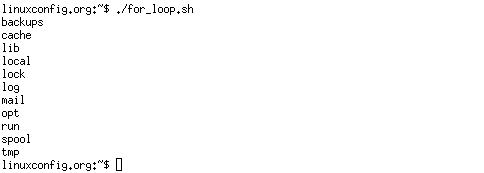 linuxconfig.org:~$ ./for_loop.sh
backups
cache
lib
local
lock
log
mail
opt
run
spool
tmp
linuxconfig.org:~$